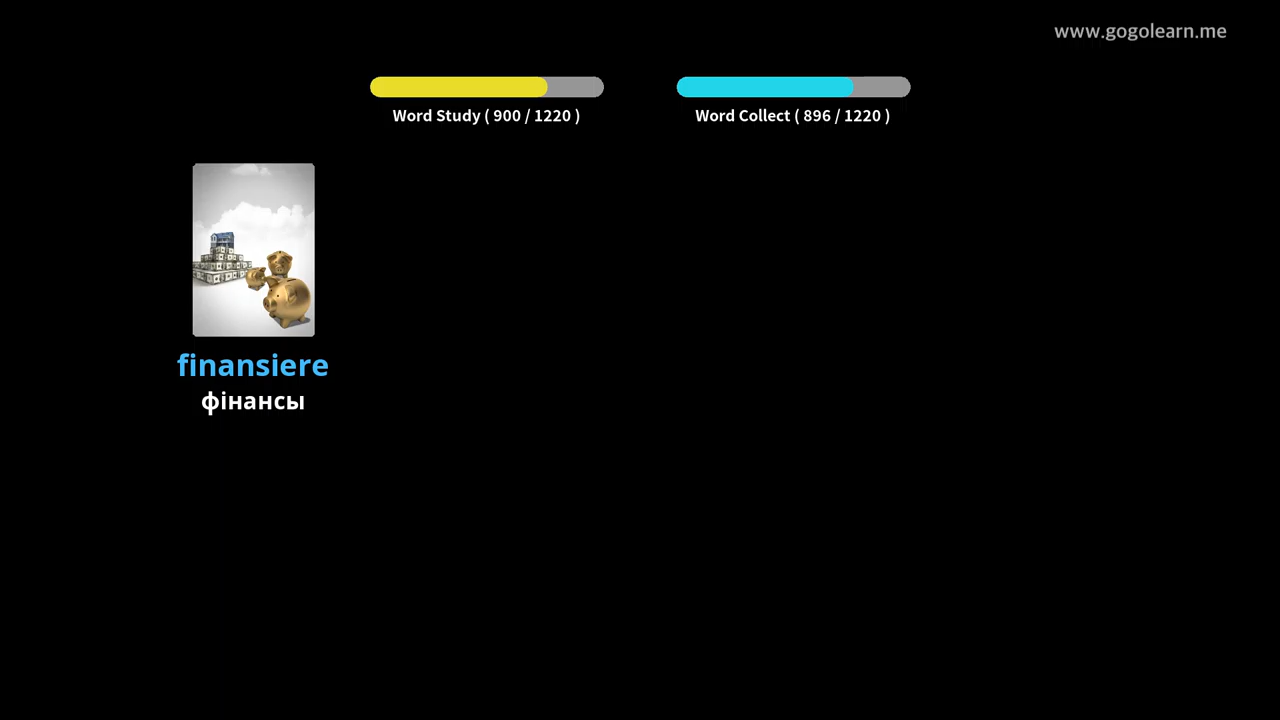 www.gogolearn.me
Word Study ( 900 / 1220 )
Word Collect ( 896 / 1220 )
finansiere
фінансы